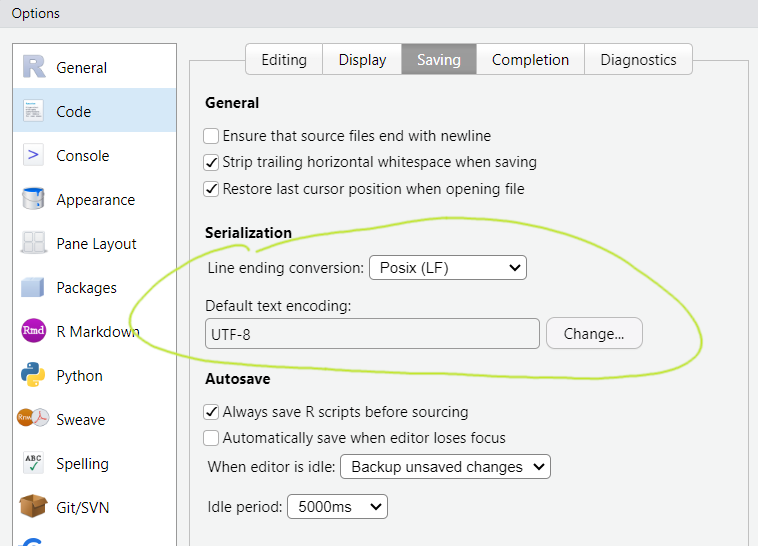 Options
General
Code
Console
Appearance
Pane Layout
Packages
Rmd R Markdown
Python
Rnw Sweave
ABC Spelling
Git/SVN
Editing Display Saving Completion Diagnostics
General
Ensure that source files end with newline
Strip trailing horizontal whitespace when saving
Restore last cursor position when opening file
Serialization
Line ending conversion: Posix (LF)
Default text encoding:
UTF-8 Change...
Autosave
Always save R scripts before sourcing
Automatically save when editor loses focus
When editor is idle: Backup unsaved changes
Idle period: 5000ms